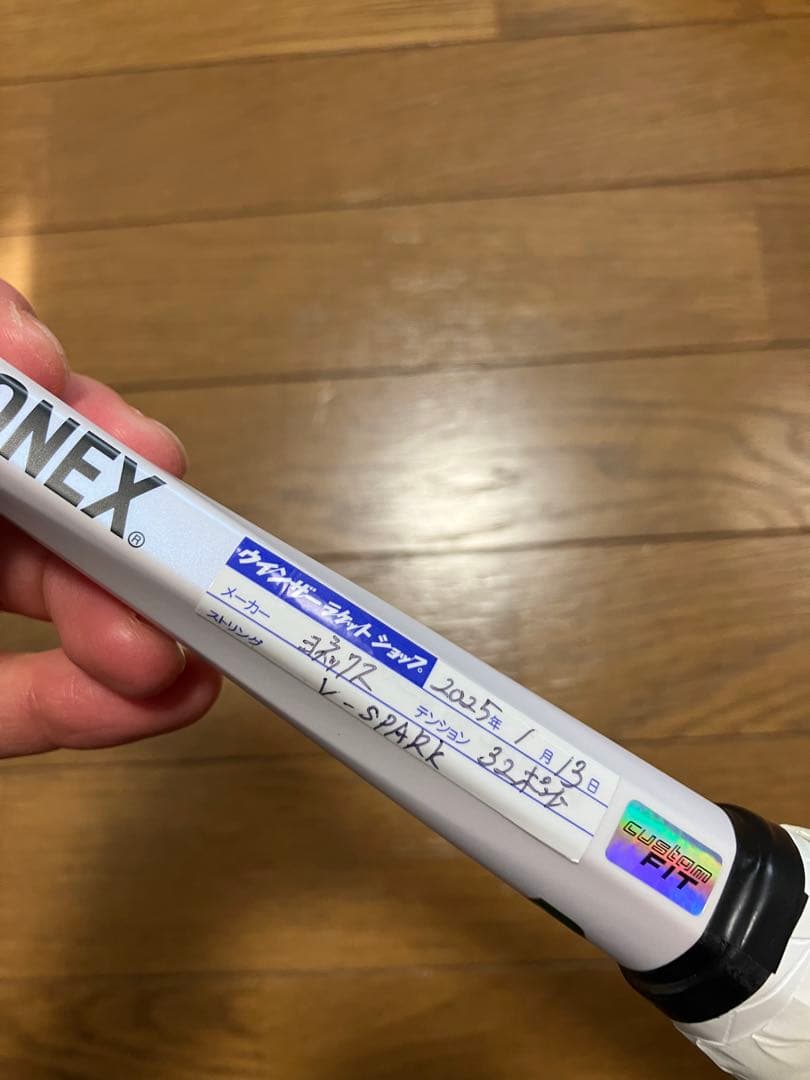 ONEX®
ウインザーラケットショップ。
2025年 1月 13日
メーカー ヨネックス
テンション 32ポンド
ストリング V-SPARK
custom
FIT